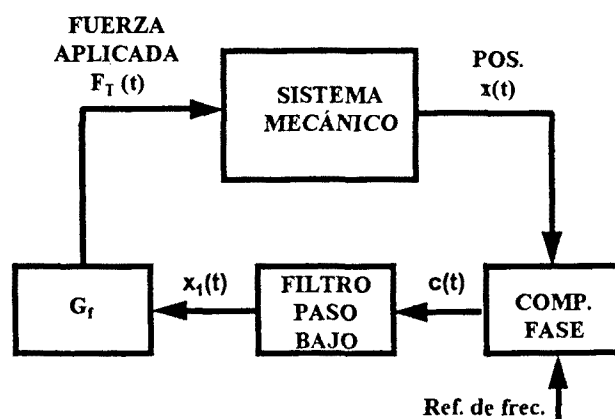 FUERZA
APLICADA
F_T (t)
SISTEMA
MECÁNICO
POS.
x(t)
G_f
x_1(t)
FILTRO
PASO
BAJO
c(t)
COMP.
FASE
Ref. de frec.